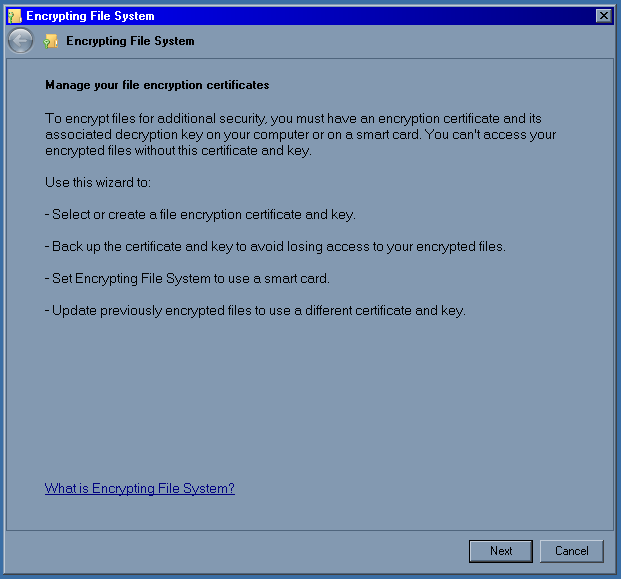 Encrypting File System
Encrypting File System
Manage your file encryption certificates
To encrypt files for additional security, you must have an encryption certificate and its
associated decryption key on your computer or on a smart card. You can't access your
encrypted files without this certificate and key.
Use this wizard to:
- Select or create a file encryption certificate and key.
- Back up the certificate and key to avoid losing access to your encrypted files.
- Set Encrypting File System to use a smart card.
- Update previously encrypted files to use a different certificate and key.
What is Encrypting File System?
Next
Cancel